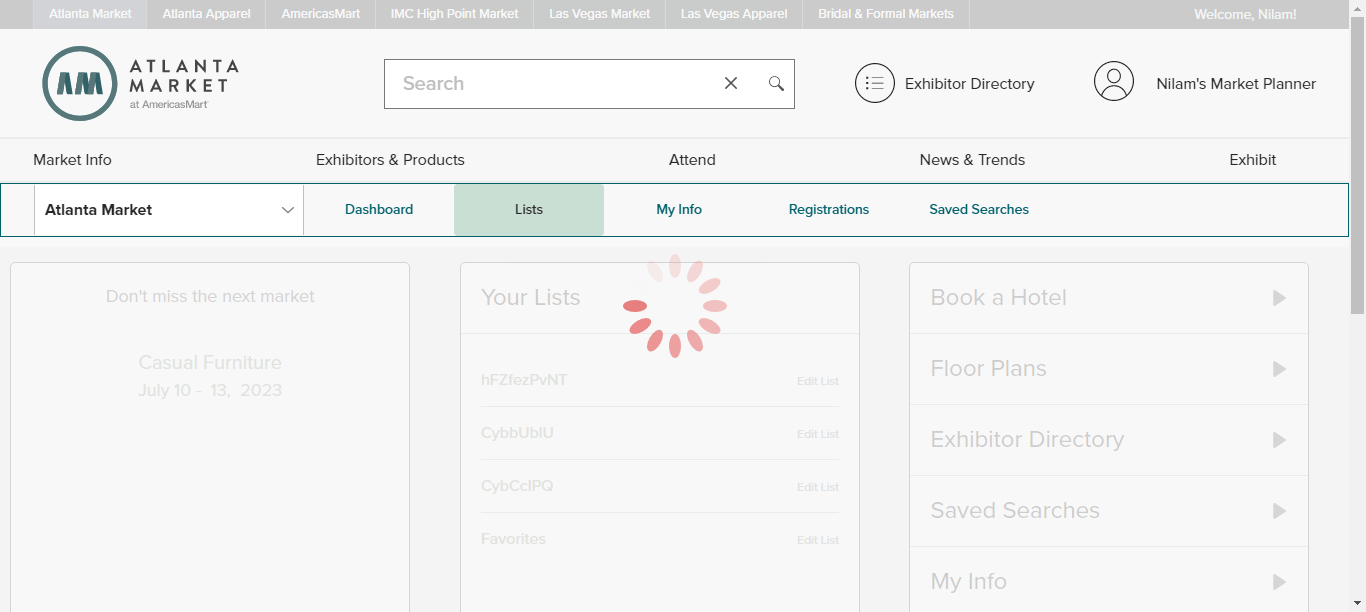 Atlanta Market
Atlanta Apparel
AmericasMart
IMC High Point Market
Las Vegas Market
Las Vegas Apparel
Bridal & Formal Markets
Welcome, Nilam!
AM
ATLANTA
MARKET
at AmericasMart
Search
Exhibitor Directory
Nilam's Market Planner
Market Info
Exhibitors & Products
Attend
News & Trends
Exhibit
Atlanta Market
Dashboard
Lists
My Info
Registrations
Saved Searches
Don't miss the next market
Casual Furniture
July 10 - 13, 2023
Your Lists
hFZfezPvNT
Edit List
Edit List
Edit List
Favorites
Edit List
Book a Hotel
Floor Plans
Exhibitor Directory
Saved Searches
My Info